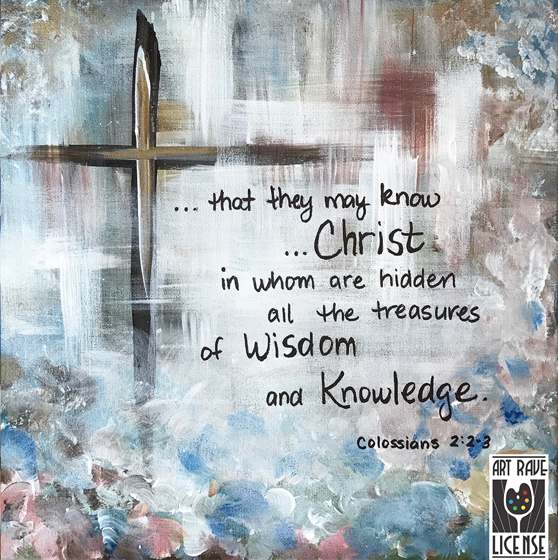 ... that they may know
... Christ
in whom are hidden
all the treasures
of Wisdom
and Knowledge.
Colossians 2:2-3
ART RAVE
LICENSE